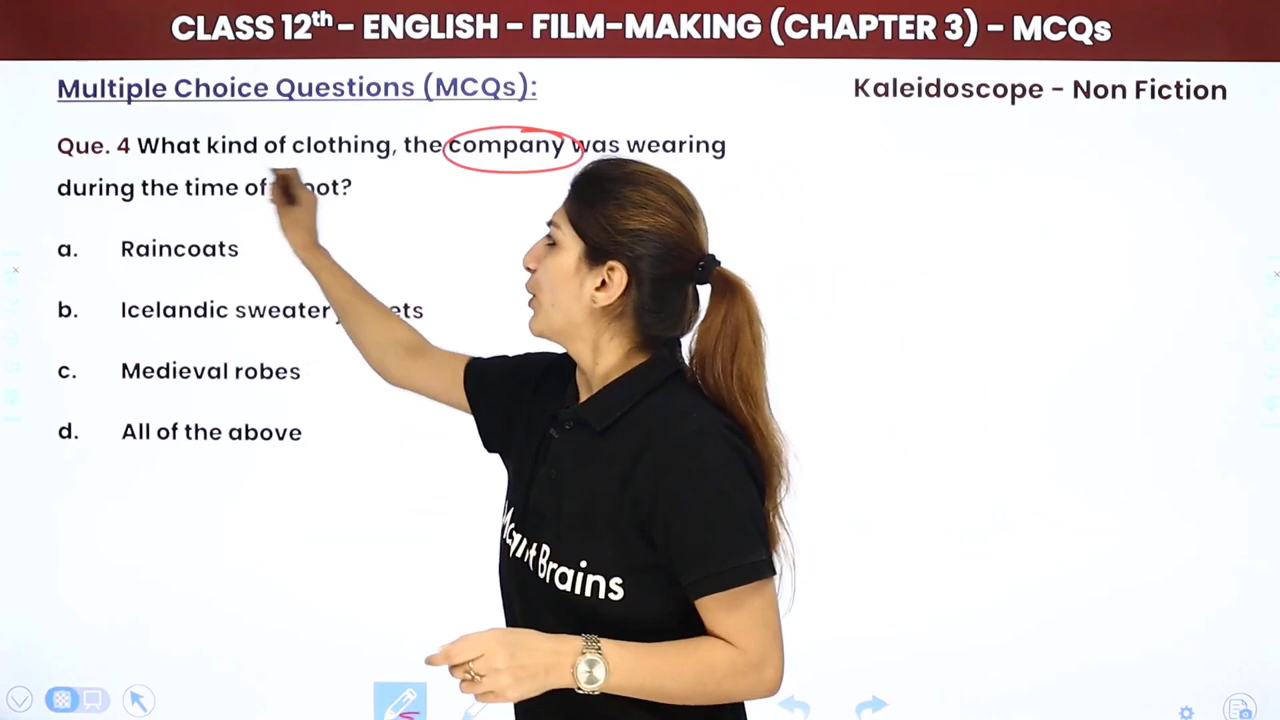 CLASS 12th - ENGLISH - FILM-MAKING (CHAPTER 3) - MCQs
Multiple Choice Questions (MCQs):
Kaleidoscope - Non Fiction
Que. 4 What kind of clothing, the company was wearing
during the time of
a. Raincoats
b. Icelandic sweater
c. Medieval robes
d. All of the above
Brains